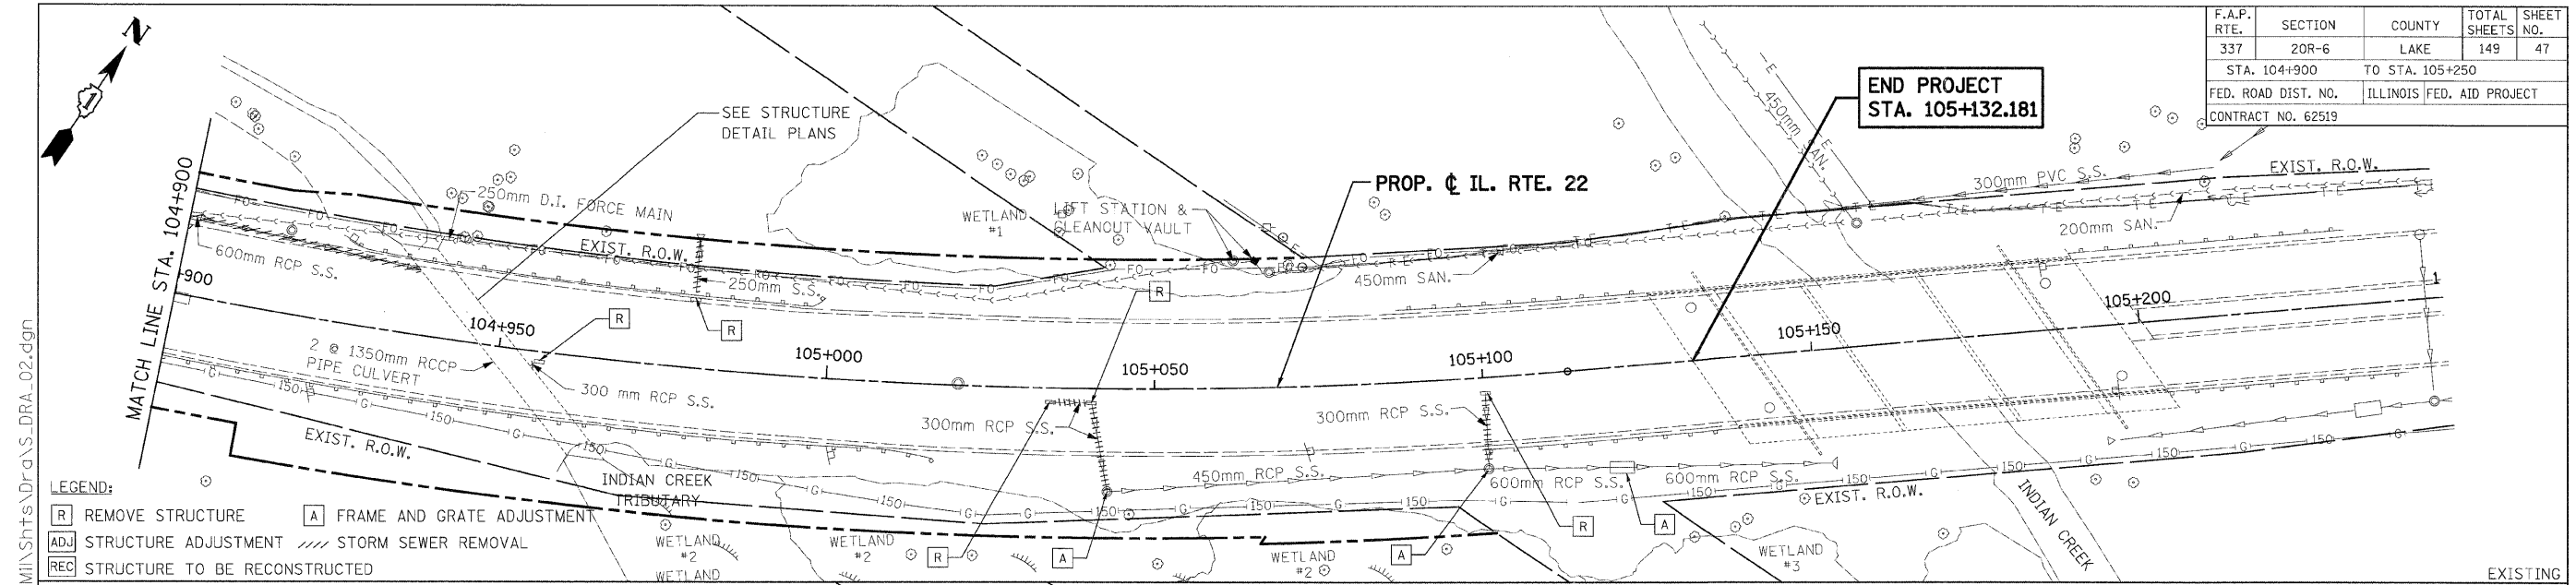 N
1
F.A.P. RTE. SECTION COUNTY TOTAL SHEETS SHEET NO.
337 20R-6 LAKE 149 47
STA. 104+900 TO STA. 105+250
FED. ROAD DIST. NO. ILLINOIS FED. AID PROJECT
CONTRACT NO. 62519
END PROJECT
STA. 105+132.181
SEE STRUCTURE
DETAIL PLANS
PROP. ℄ IL. RTE. 22
MATCH LINE STA. 104+900
+900
250mm D.I. FORCE MAIN
EXIST. R.O.W.
600mm RCP S.S.
250mm S.S.
WETLAND
#1
LIFT STATION &
CLEANOUT VAULT
450mm SAN.
450mm SAN.
300mm PVC S.S.
EXIST. R.O.W.
200mm SAN.
R
R
R
104+950
105+000
105+050
105+100
105+150
105+200
1
2 @ 1350mm RCCP
PIPE CULVERT
300 mm RCP S.S.
300mm RCP S.S.
300mm RCP S.S.
450mm RCP S.S.
600mm RCP S.S.
600mm RCP S.S.
EXIST. R.O.W.
EXIST. R.O.W.
INDIAN CREEK
TRIBUTARY
INDIAN CREEK
WETLAND
#2
WETLAND
WETLAND
#2
WETLAND
#2
WETLAND
#3
R
A
A
R
A
LEGEND:
R REMOVE STRUCTURE
A FRAME AND GRATE ADJUSTMENT
ADJ STRUCTURE ADJUSTMENT
//// STORM SEWER REMOVAL
REC STRUCTURE TO BE RECONSTRUCTED
EXISTING
MI\Shts\Dra\S_DRA_02.dgn